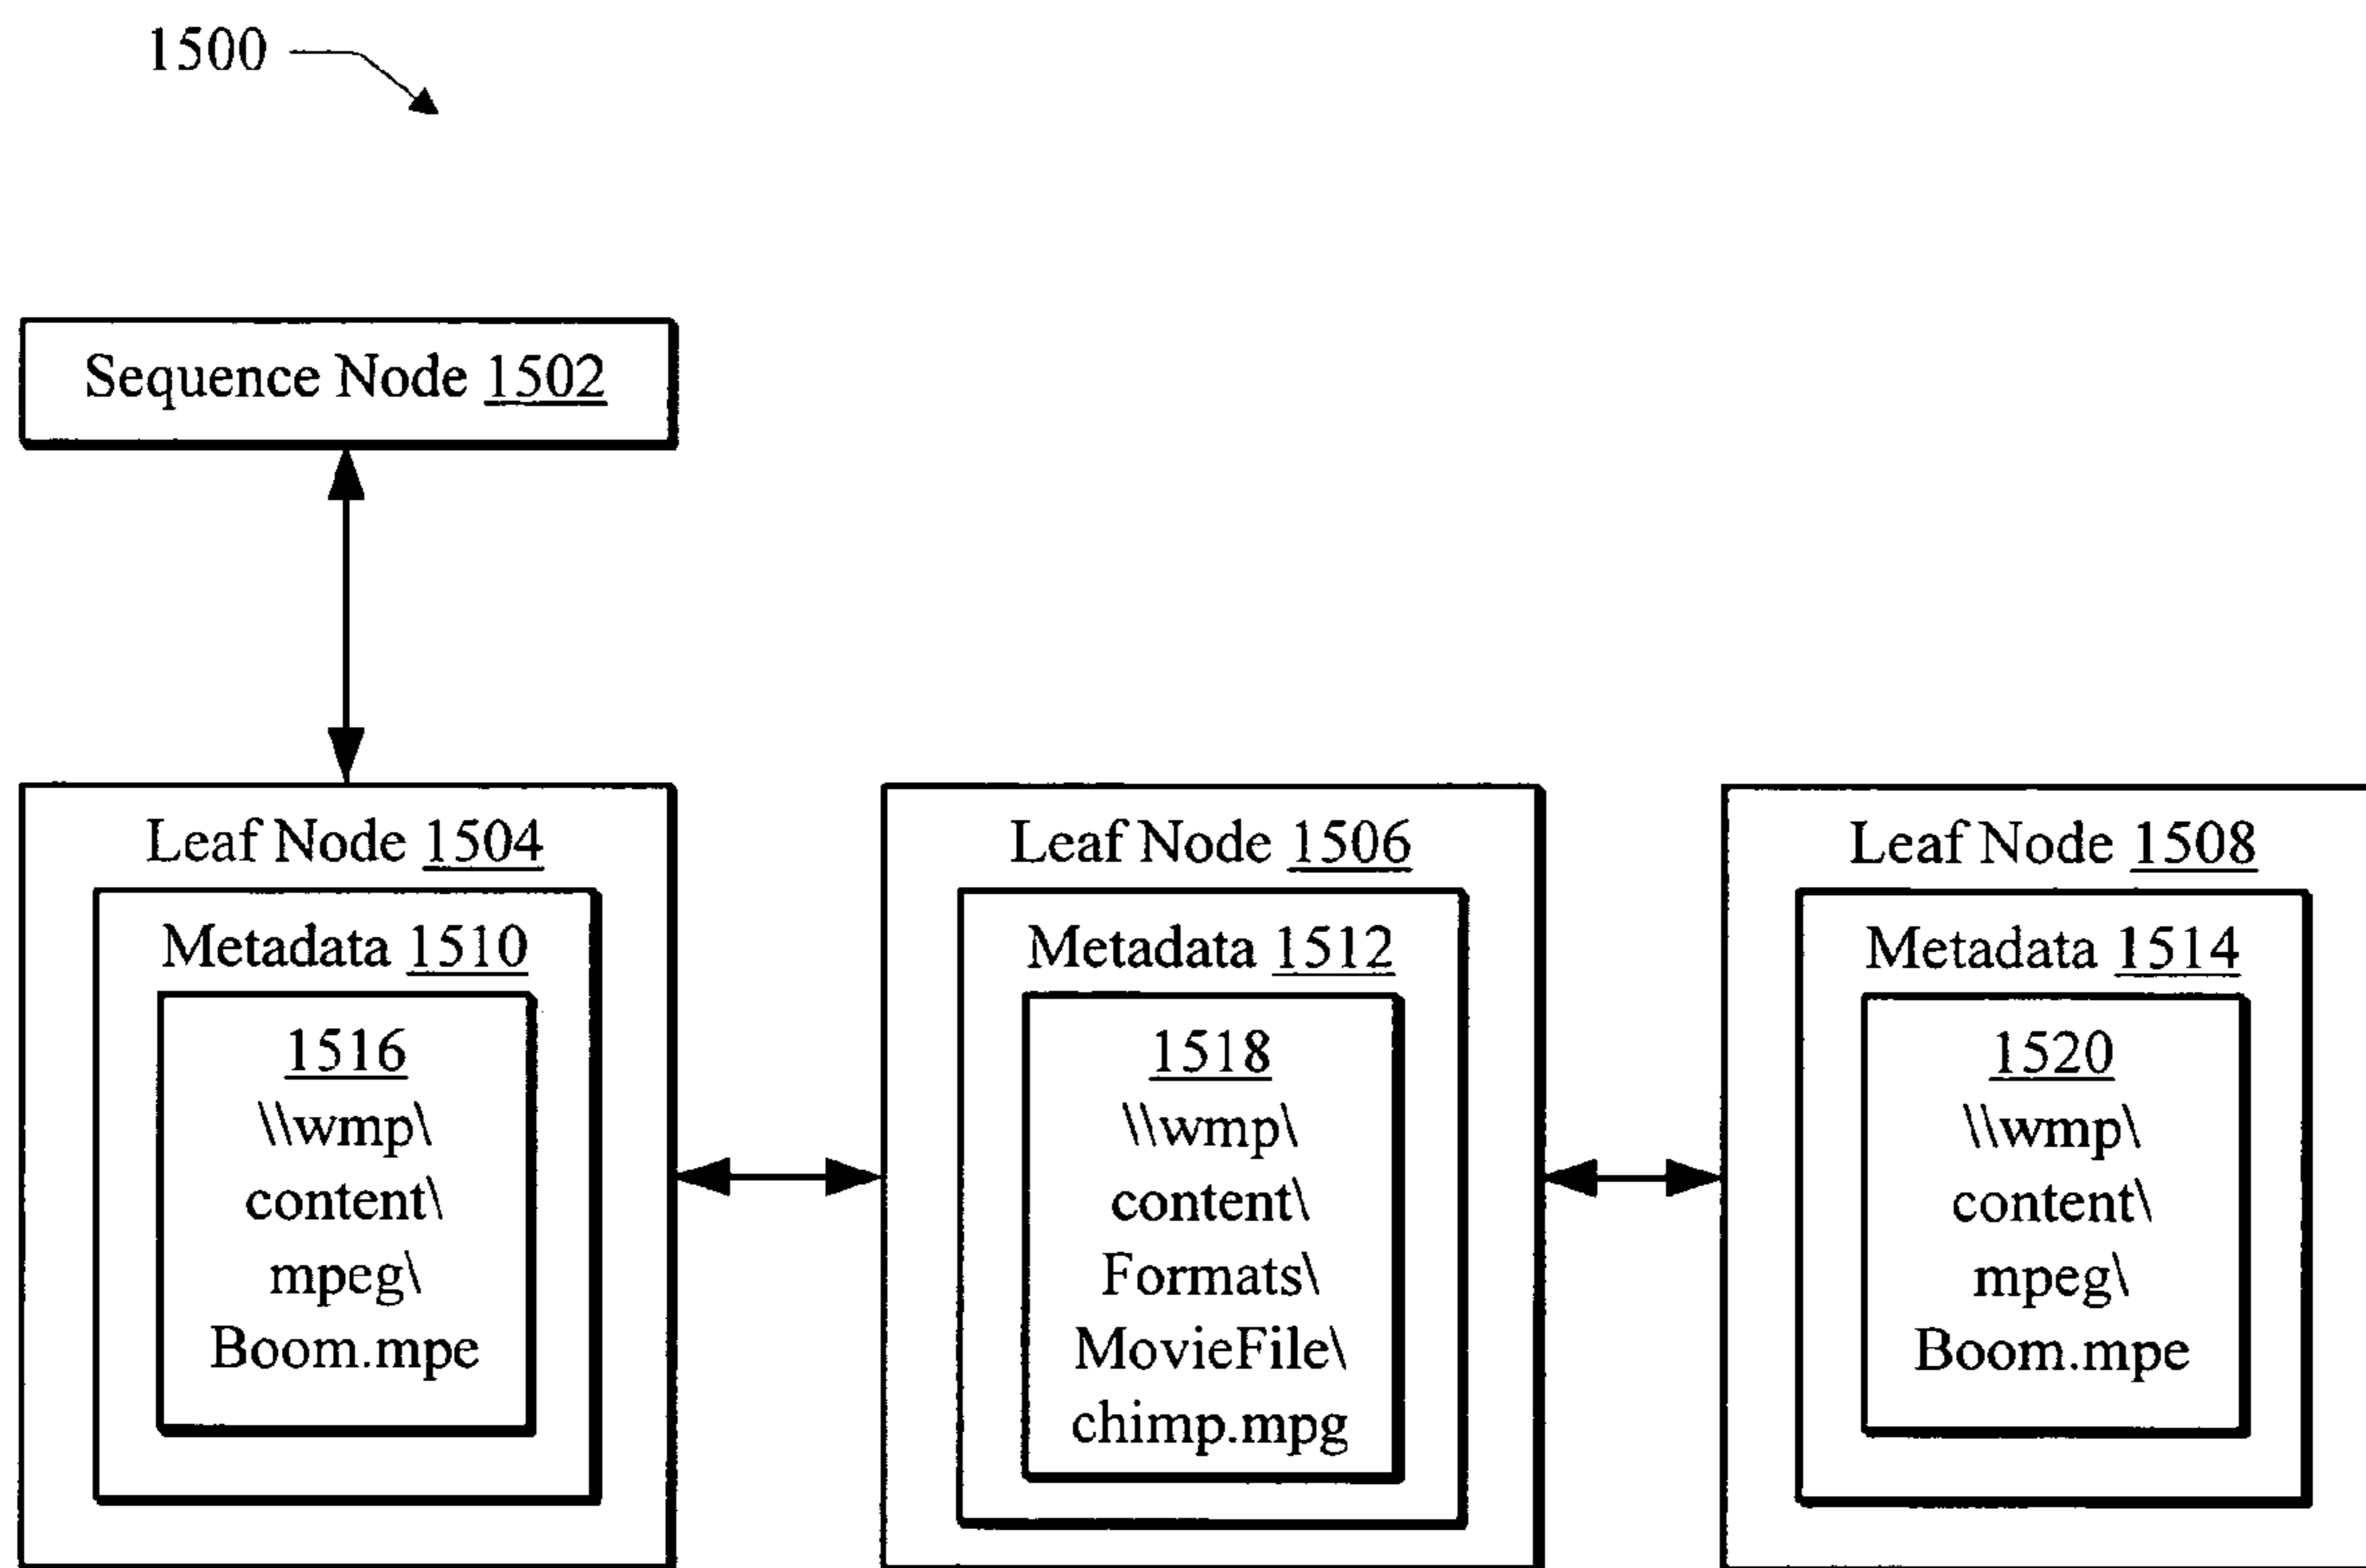 1500
Sequence Node 1502
Leaf Node 1504
Metadata 1510
1516
\\wmp\
content\
mpeg\
Boom.mpe
Leaf Node 1506
Metadata 1512
1518
\\wmp\
content\
Formats\
MovieFile\
chimp.mpg
Leaf Node 1508
Metadata 1514
1520
\\wmp\
content\
mpeg\
Boom.mpe